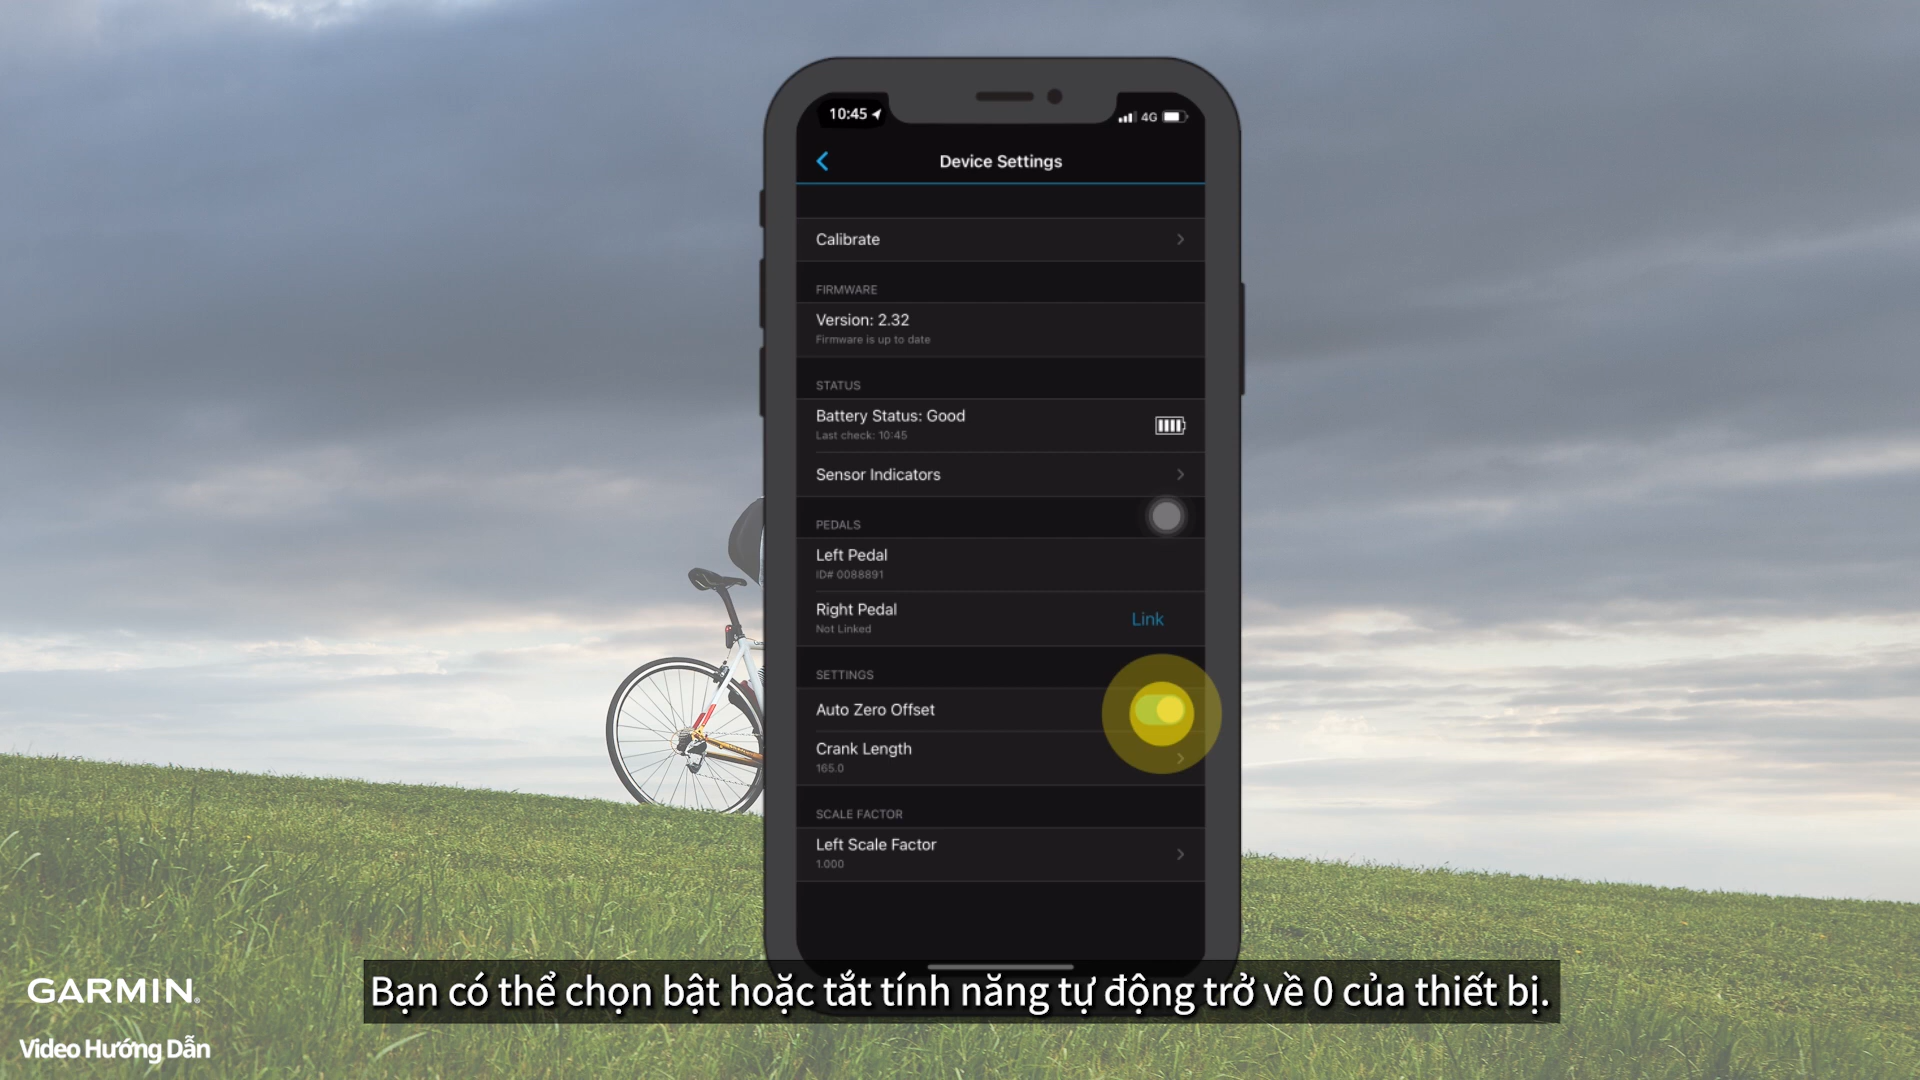 10:45
4G
Device Settings
Calibrate
FIRMWARE
Version: 2.32
Firmware is up to date
STATUS
Battery Status: Good
Last check: 10:45
Sensor Indicators
PEDALS
Left Pedal
ID# 0088891
Right Pedal
Not Linked
Link
SETTINGS
Auto Zero Offset
Crank Length
165.0
SCALE FACTOR
Left Scale Factor
1.000
Bạn có thể chọn bật hoặc tắt tính năng tự động trở về 0 của thiết bị.
GARMIN
Video Hướng Dẫn